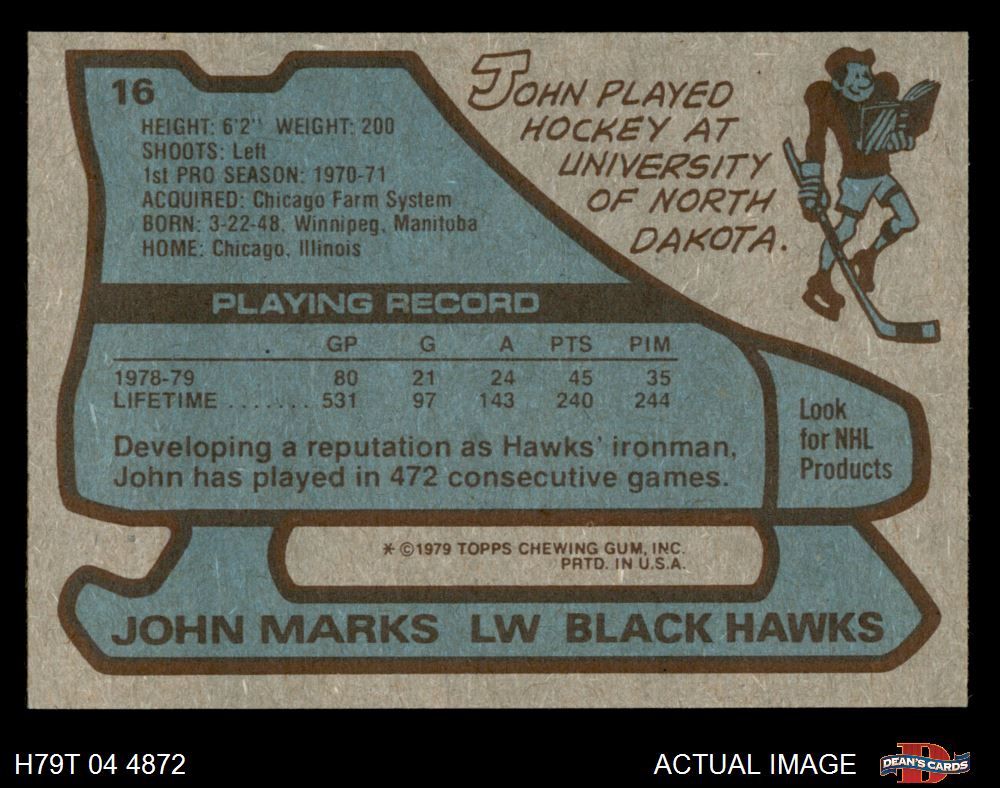 16
HEIGHT: 6'2" WEIGHT: 200
SHOOTS: Left
1st PRO SEASON: 1970-71
ACQUIRED: Chicago Farm System
BORN: 3-22-48, Winnipeg, Manitoba
HOME: Chicago, Illinois
JOHN PLAYED
HOCKEY AT
UNIVERSITY
OF NORTH
DAKOTA.
PLAYING RECORD
GP G A PTS PIM
1978-79 80 21 24 45 35
LIFETIME ....... 531 97 143 240 244
Developing a reputation as Hawks' ironman,
John has played in 472 consecutive games.
Look
for NHL
Products
* ©1979 TOPPS CHEWING GUM, INC.
PRTD. IN U.S.A.
JOHN MARKS LW BLACK HAWKS
H79T 04 4872
ACTUAL IMAGE
DEAN'S CARDS